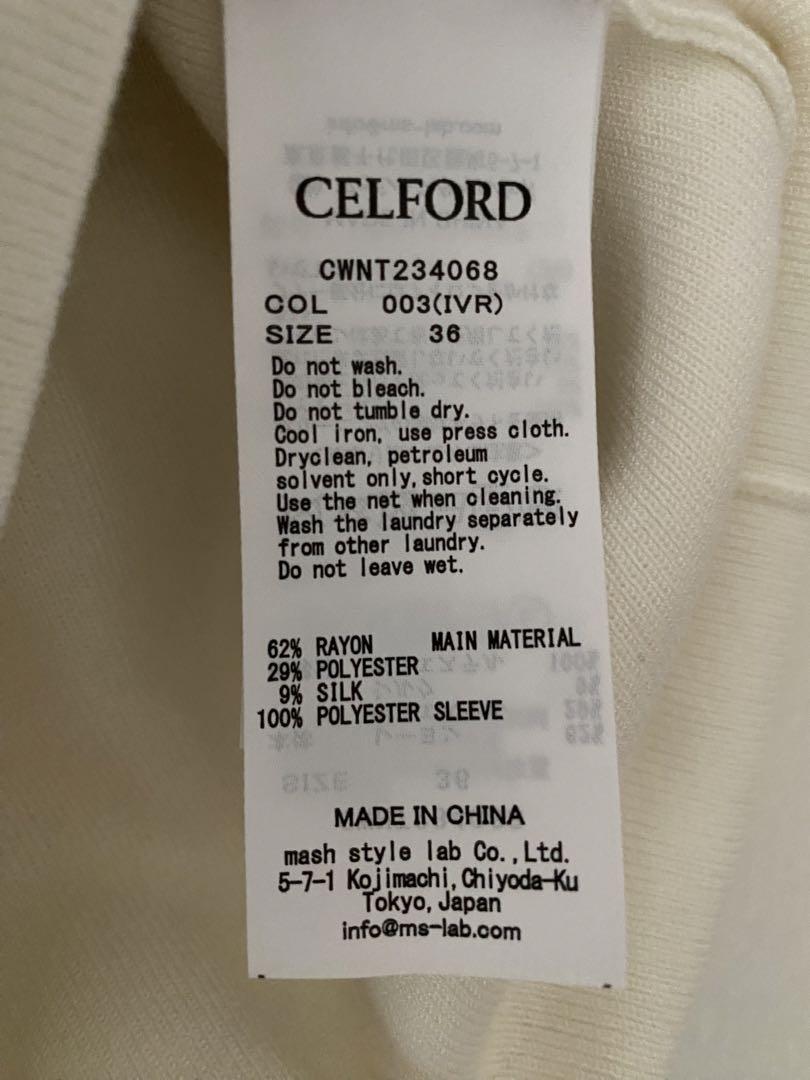 CELFORD
CWNT234068
COL 003(IVR)
SIZE 36
Do not wash.
Do not bleach.
Do not tumble dry.
Cool iron, use press cloth.
Dryclean, petroleum
solvent only, short cycle.
Use the net when cleaning.
Wash the laundry separately
from other laundry.
Do not leave wet.
62% RAYON MAIN MATERIAL
29% POLYESTER
9% SILK
100% POLYESTER SLEEVE
MADE IN CHINA
mash style lab Co.,Ltd.
5-7-1 Kojimachi,Chiyoda-Ku
Tokyo,Japan
info@ms-lab.com